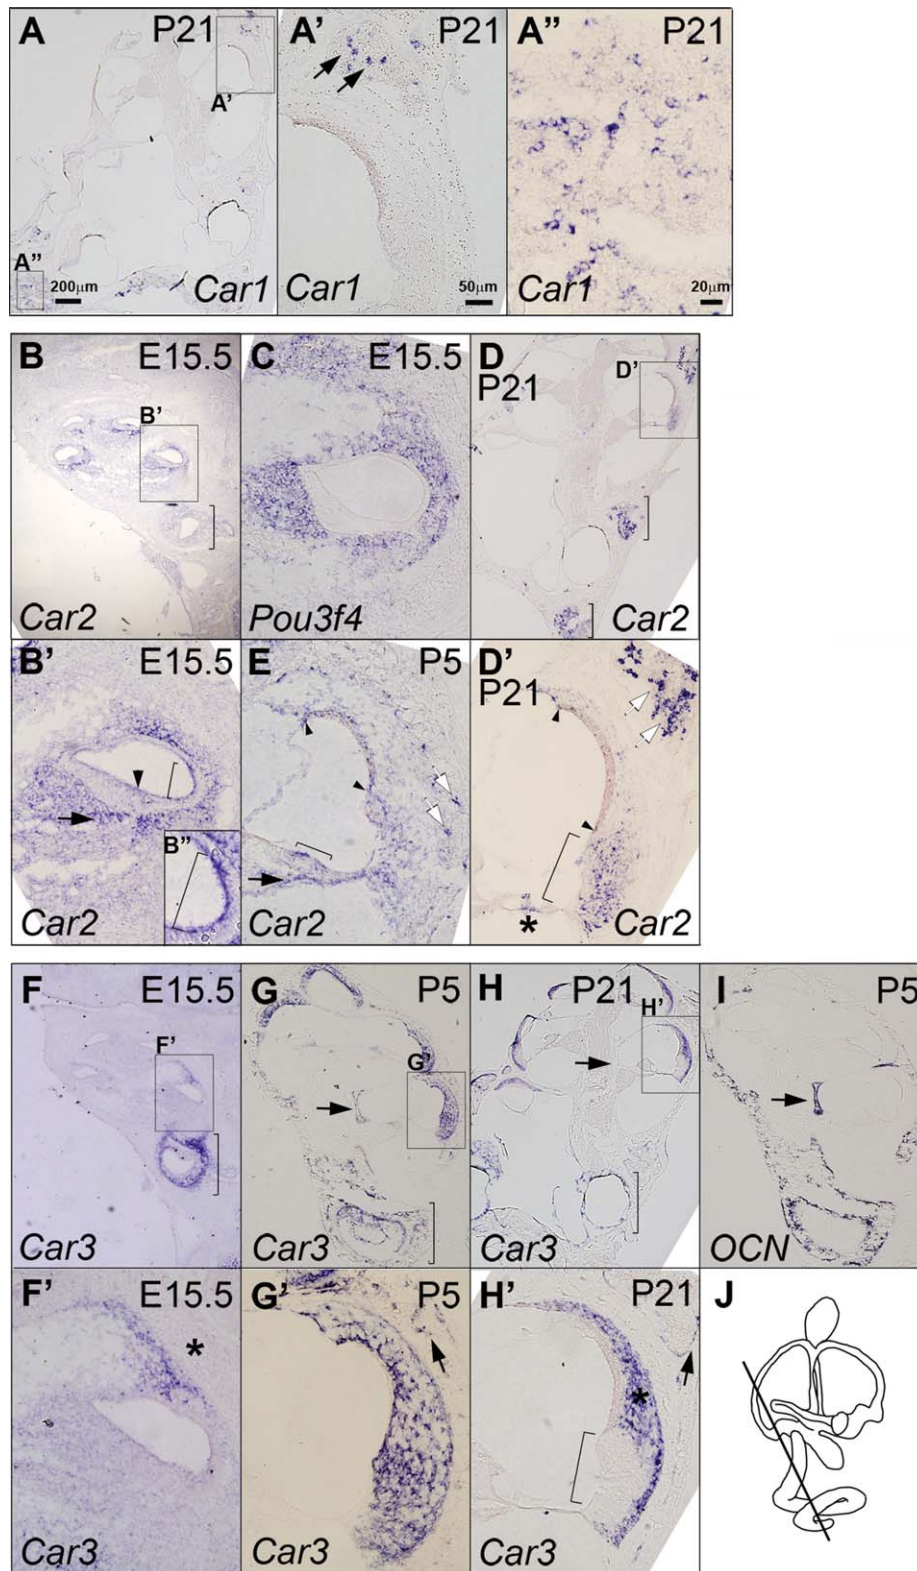 A P21
A'
A”
200µm Car1
A' P21
Car1 50µm
A” P21
Car1 20µm
B E15.5
B'
Car2
C E15.5
Pou3f4
D
P21
D'
Car2
B' E15.5
B”
Car2
E P5
Car2
D'
P21
*
Car2
F E15.5
F'
Car3
G P5
G'
Car3
H P21
H'
Car3
I P5
OCN
F' E15.5
*
Car3
G' P5
Car3
H' P21
*
Car3
J